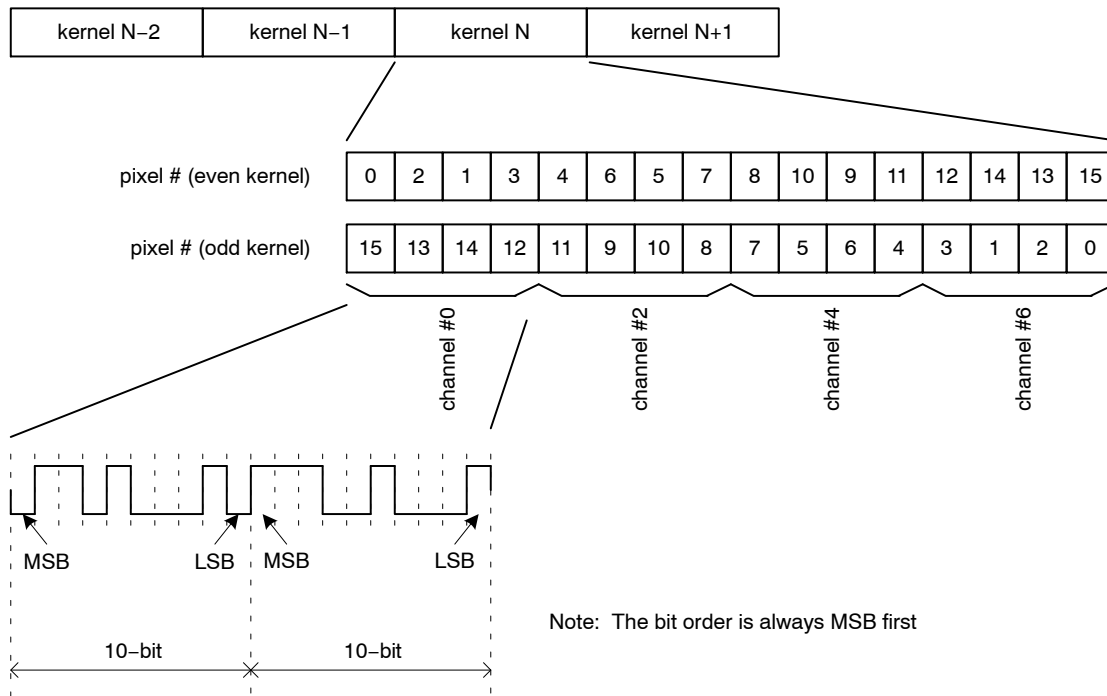 kernel N−2 kernel N−1 kernel N kernel N+1
pixel # (even kernel) 0 2 1 3 4 6 5 7 8 10 9 11 12 14 13 15
pixel # (odd kernel) 15 13 14 12 11 9 10 8 7 5 6 4 3 1 2 0
channel #0 channel #2 channel #4 channel #6
MSB LSB MSB LSB
Note: The bit order is always MSB first
10−bit 10−bit